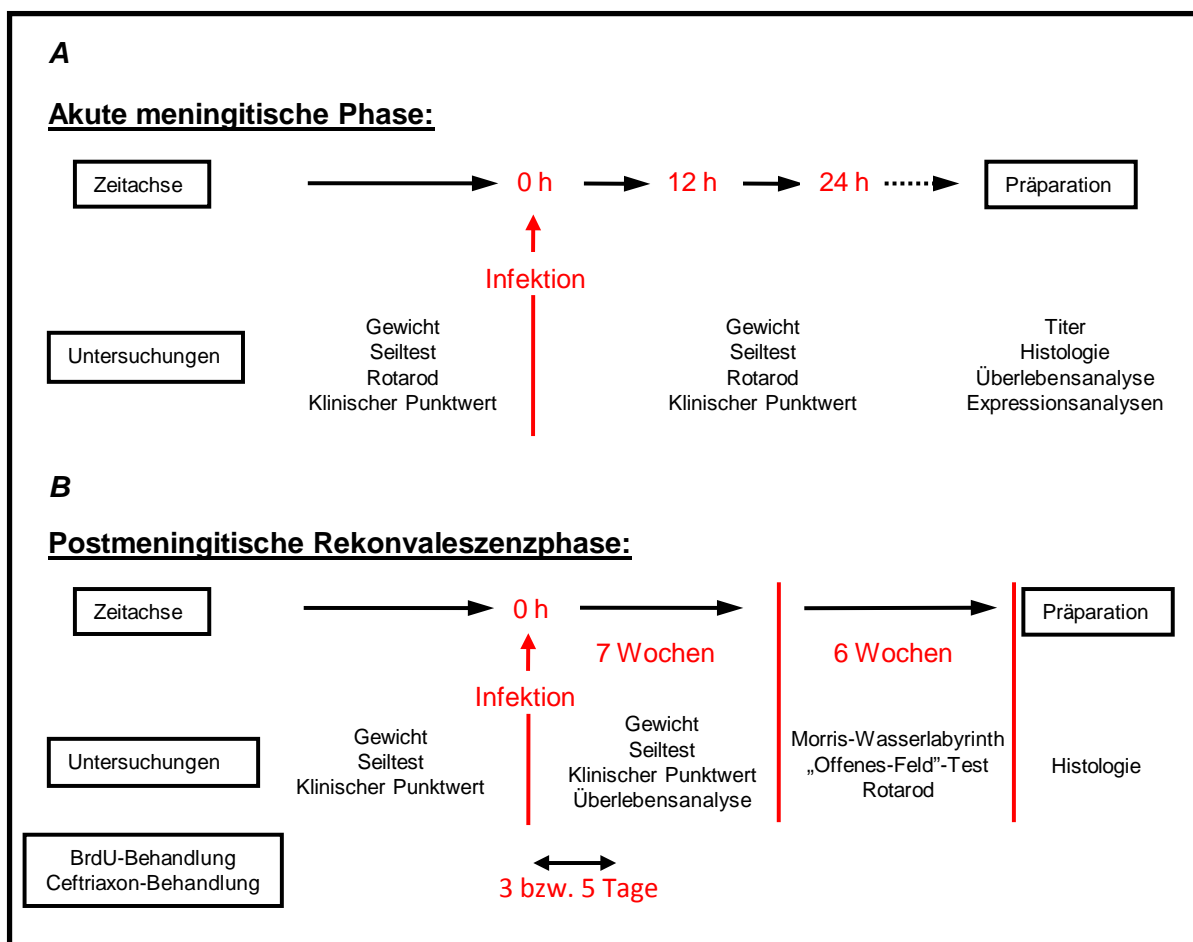 A
Akute meningitische Phase:
Zeitachse
0 h
12 h
24 h
Präparation
Infektion
Untersuchungen
Gewicht
Seiltest
Rotarod
Klinischer Punktwert
Gewicht
Seiltest
Rotarod
Klinischer Punktwert
Titer
Histologie
Überlebensanalyse
Expressionsanalysen
B
Postmeningitische Rekonvaleszenzphase:
Zeitachse
0 h
7 Wochen
6 Wochen
Präparation
Infektion
Untersuchungen
Gewicht
Seiltest
Klinischer Punktwert
Gewicht
Seiltest
Klinischer Punktwert
Überlebensanalyse
Morris-Wasserlabyrinth
„Offenes-Feld”-Test
Rotarod
Histologie
BrdU-Behandlung
Ceftriaxon-Behandlung
3 bzw. 5 Tage